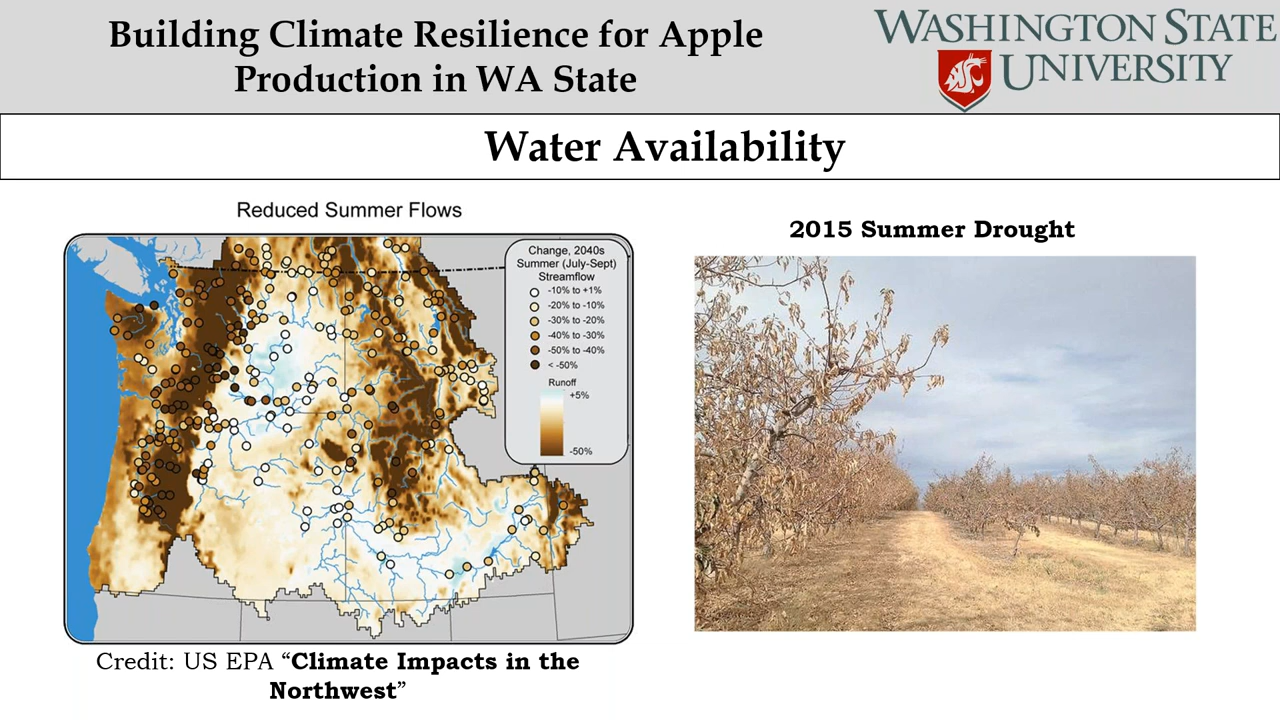 Building Climate Resilience for Apple
Production in WA State
WASHINGTON STATE
UNIVERSITY
Water Availability
Reduced Summer Flows
Change, 2040s
Summer (July-Sept)
Streamflow
-10% to +1%
-20% to -10%
-30% to -20%
-40% to -30%
-50% to -40%
< -50%
Runoff
+5%
-50%
Credit: US EPA “Climate Impacts in the
Northwest”
2015 Summer Drought